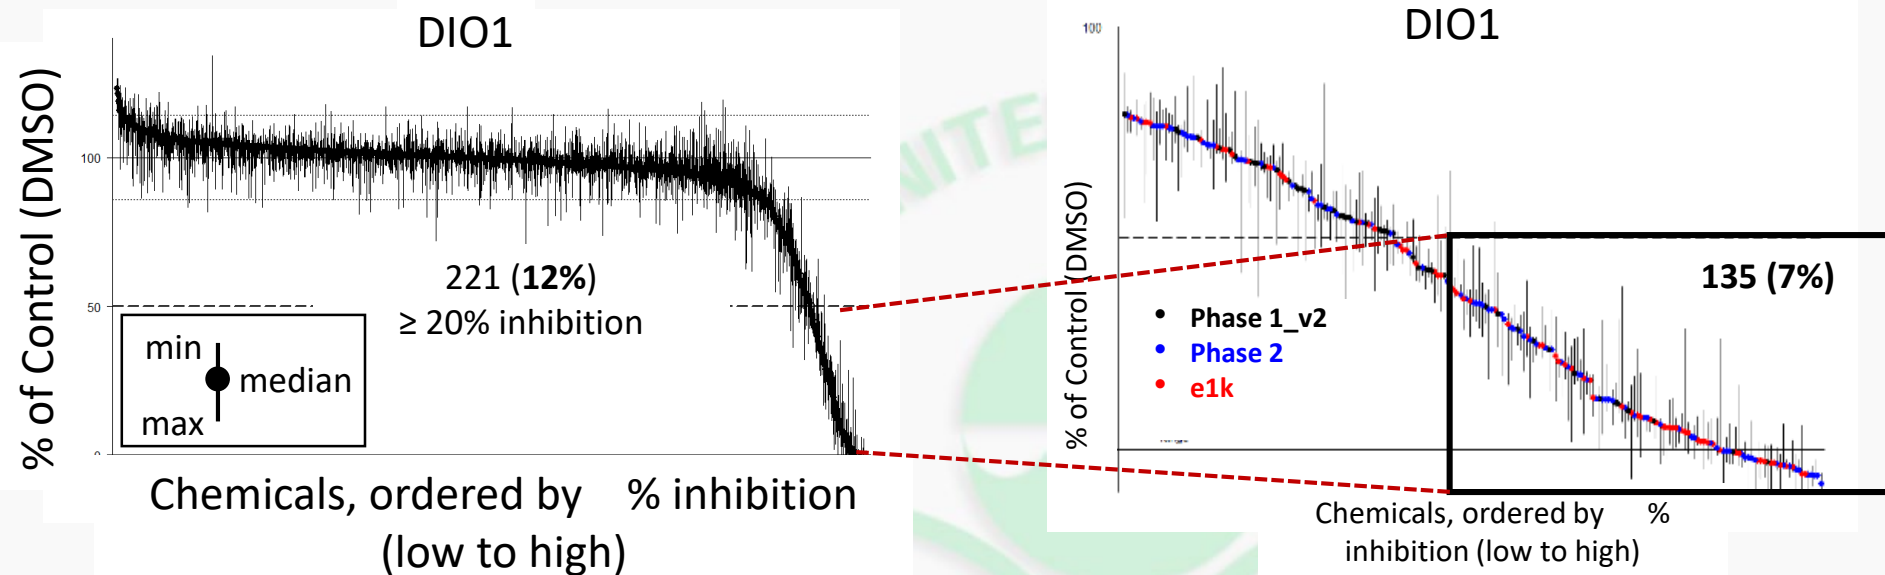 DIO1
% of Control (DMSO)
100
50
0
221 (12%)
≥ 20% inhibition
min
median
max
Chemicals, ordered by % inhibition
(low to high)
NITE
DIO1
100
% of Control (DMSO)
135 (7%)
• Phase 1_v2
• Phase 2
• e1k
Chemicals, ordered by %
inhibition (low to high)